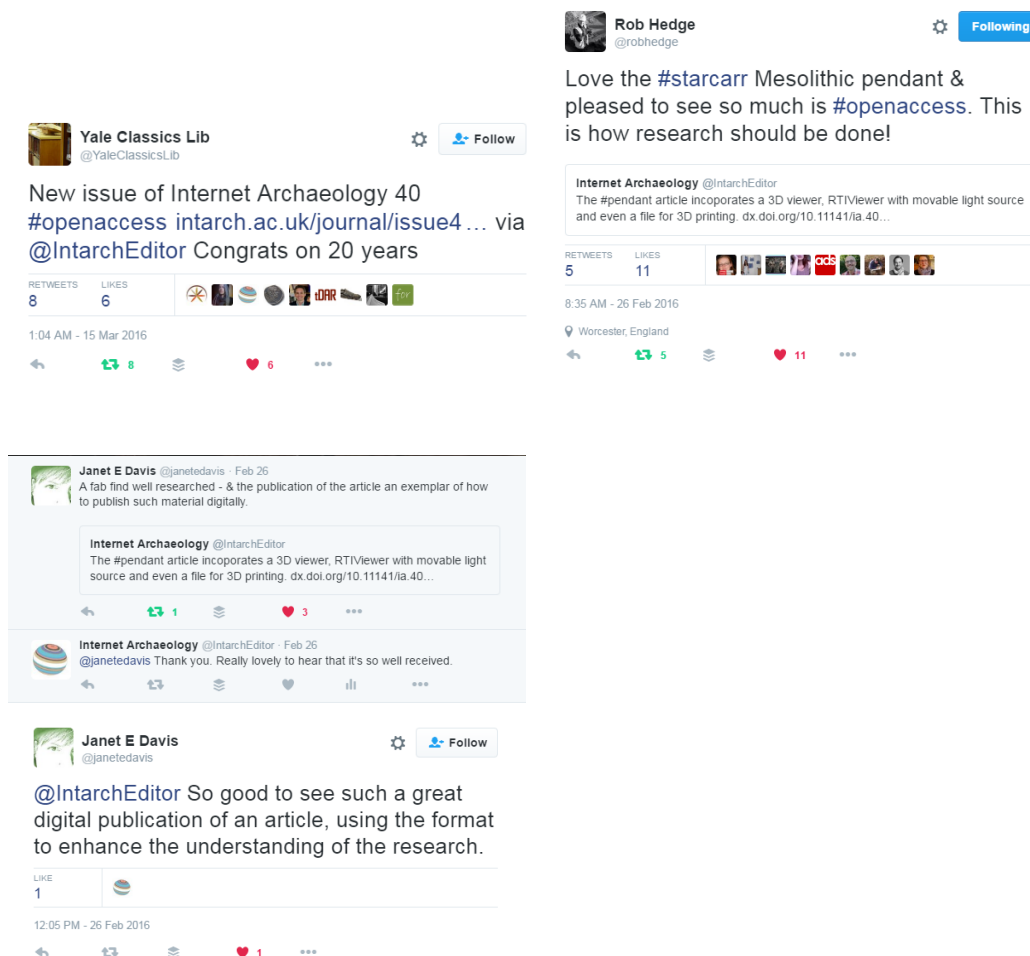 Yale Classics Lib
@YaleClassicsLib
Follow
New issue of Internet Archaeology 40
#openaccess intarch.ac.uk/journal/issue4… via
@IntarchEditor Congrats on 20 years
RETWEETS LIKES
8 6
tDAR
for
1:04 AM - 15 Mar 2016
8 6
Rob Hedge
@robhedge
Following
Love the #starcarr Mesolithic pendant &
pleased to see so much is #openaccess. This
is how research should be done!
Internet Archaeology @IntarchEditor
The #pendant article incoporates a 3D viewer, RTIViewer with movable light source
and even a file for 3D printing. dx.doi.org/10.11141/ia.40…
RETWEETS LIKES
5 11
ads
8:35 AM - 26 Feb 2016
Worcester, England
5 11
Janet E Davis @janetedavis · Feb 26
A fab find well researched - & the publication of the article an exemplar of how
to publish such material digitally.
Internet Archaeology @IntarchEditor
The #pendant article incoporates a 3D viewer, RTIViewer with movable light
source and even a file for 3D printing. dx.doi.org/10.11141/ia.40…
1 3
Internet Archaeology @IntarchEditor · Feb 26
@janetedavis Thank you. Really lovely to hear that it's so well received.
Janet E Davis
@janetedavis
Follow
@IntarchEditor So good to see such a great
digital publication of an article, using the format
to enhance the understanding of the research.
LIKE
1
12:05 PM - 26 Feb 2016
1